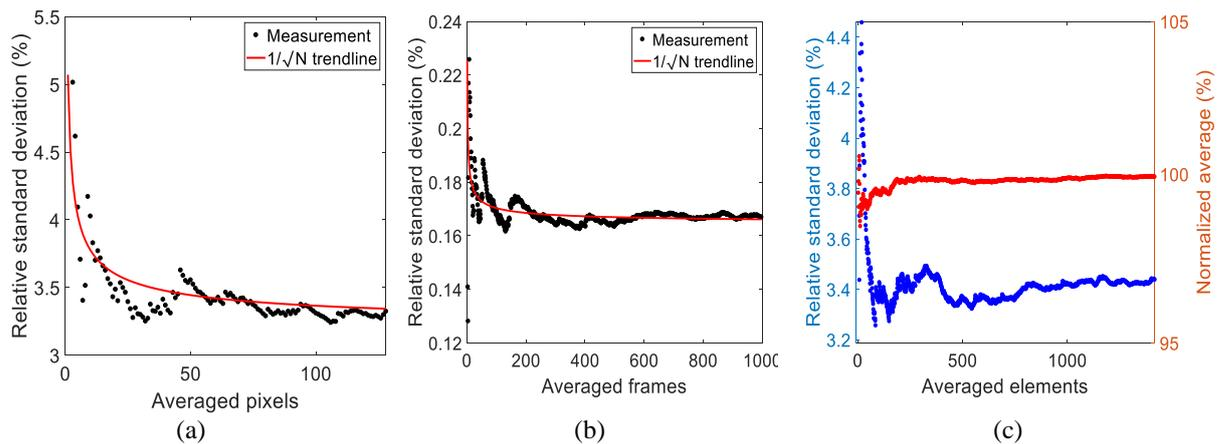 5.5
5
4.5
4
3.5
3
Relative standard deviation (%)
Measurement
1/√N trendline
0
50
100
Averaged pixels
(a)
0.24
0.22
0.2
0.18
0.16
0.14
0.12
Relative standard deviation (%)
Measurement
1/√N trendline
0
200
400
600
800
1000
Averaged frames
(b)
4.4
4.2
4
3.8
3.6
3.4
3.2
Relative standard deviation (%)
105
100
95
Normalized average (%)
0
500
1000
Averaged elements
(c)